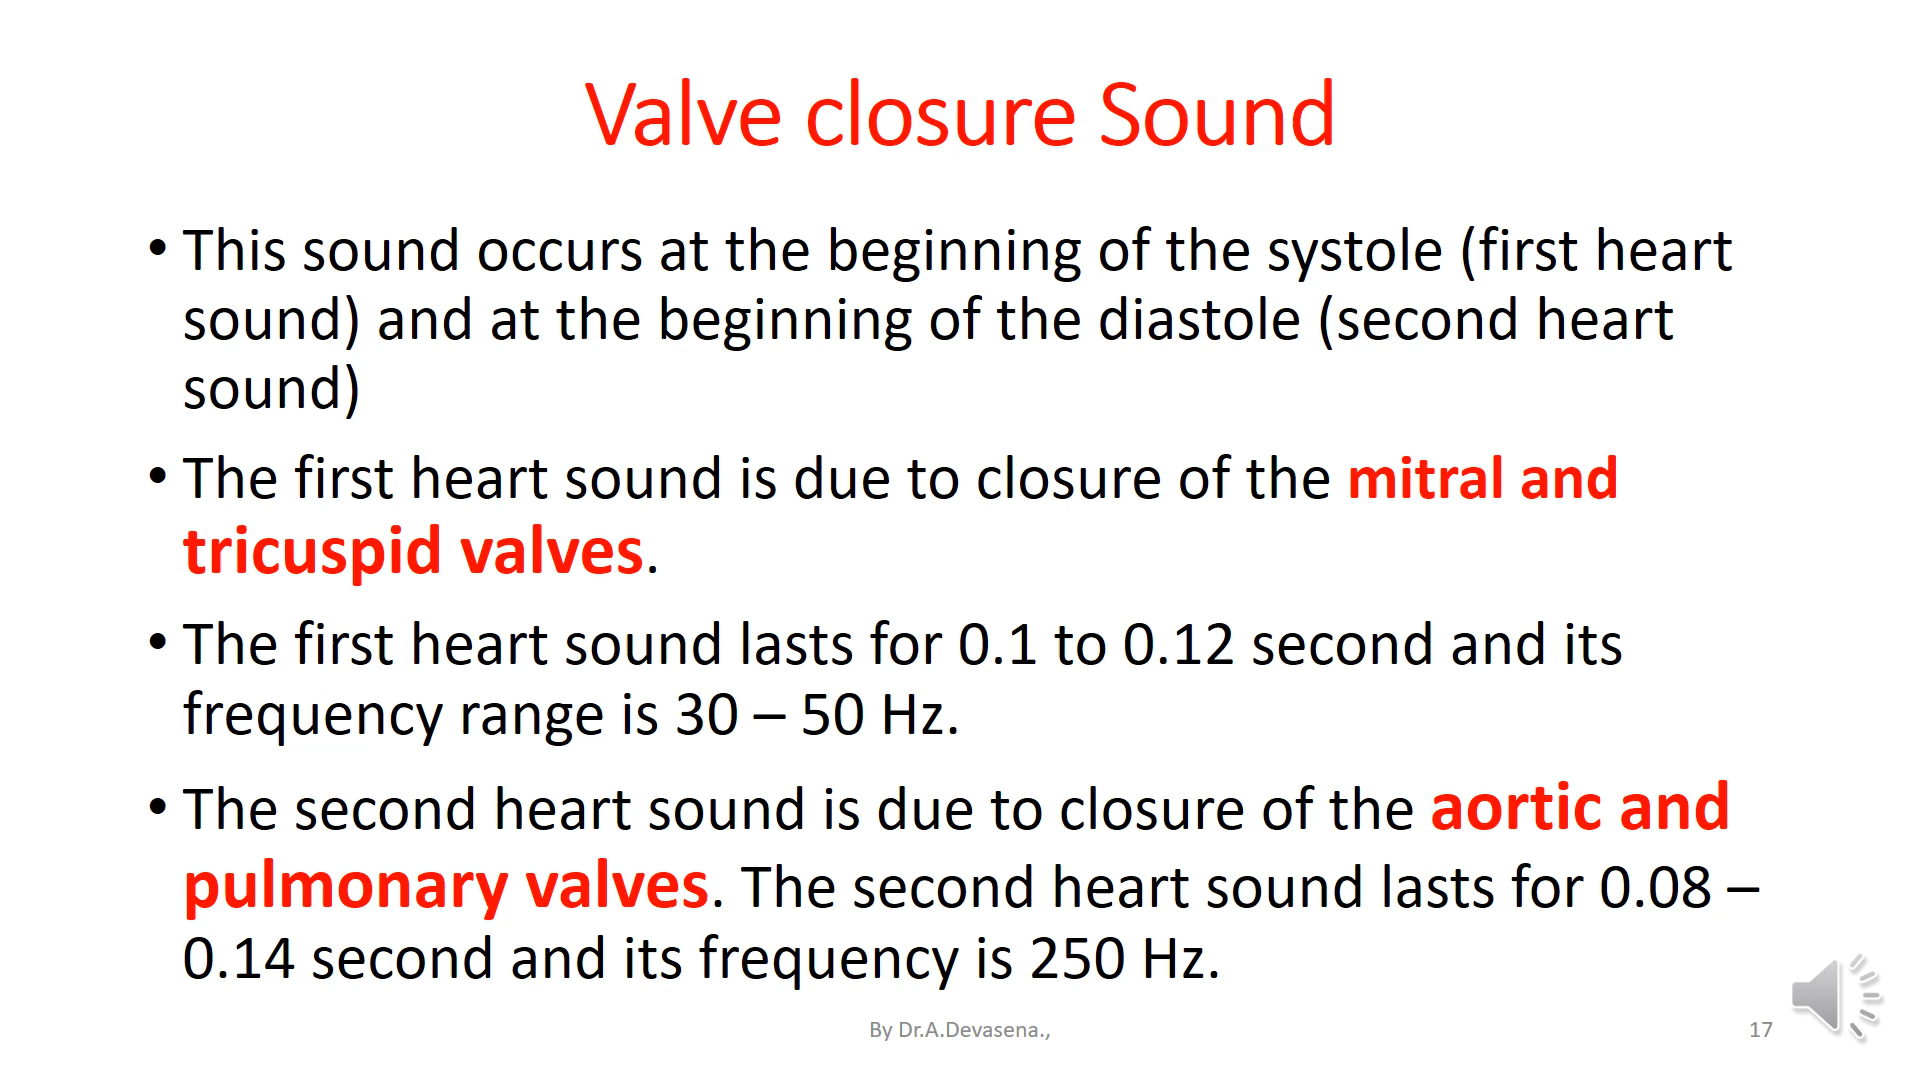 Valve closure Sound
• This sound occurs at the beginning of the systole (first heart
sound) and at the beginning of the diastole (second heart
sound)
• The first heart sound is due to closure of the mitral and
tricuspid valves.
• The first heart sound lasts for 0.1 to 0.12 second and its
frequency range is 30 – 50 Hz.
• The second heart sound is due to closure of the aortic and
pulmonary valves. The second heart sound lasts for 0.08 –
0.14 second and its frequency is 250 Hz.
By Dr.A.Devasena.,
17